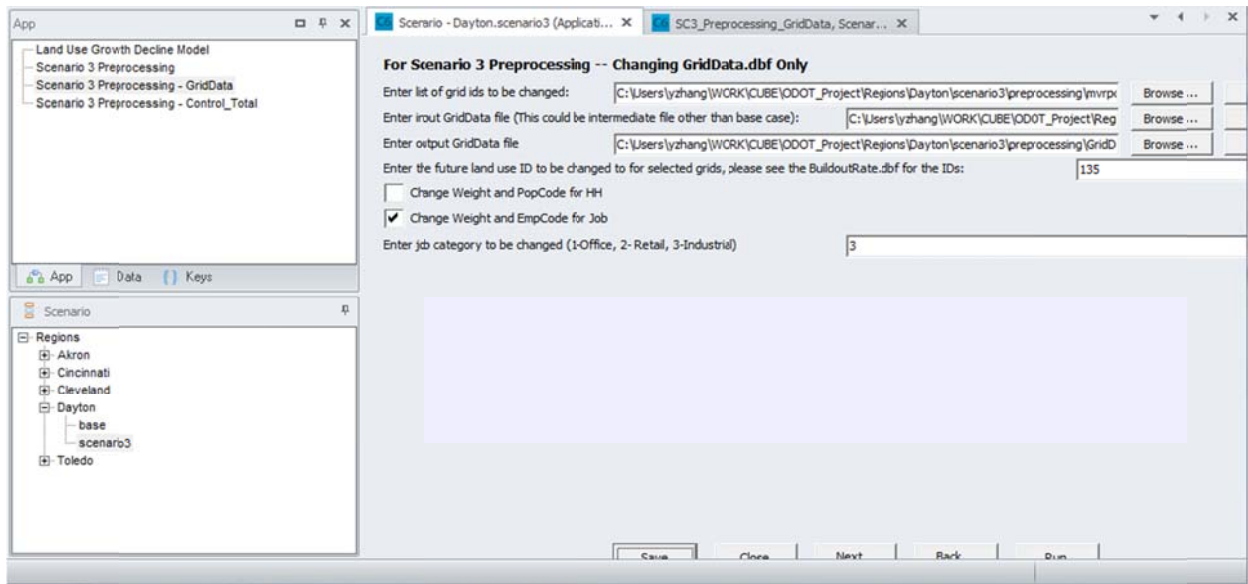 App
Land Use Growth Decline Model
Scenario 3 Preprocessing
Scenario 3 Preprocessing - GridData
Scenario 3 Preprocessing - Control_Total
App Data Keys
Scenario
Regions
Akron
Cincinnati
Cleveland
Dayton
base
scenario3
Toledo
Scenario - Dayton.scenario3 (Applicati... SC3_Preprocessing_GridData, Scenar...
For Scenario 3 Preprocessing -- Changing GridData.dbf Only
Enter list of grid ids to be changed: C:\Users\yzhang\WORK\CUBE\ODOT_Project\Regions\Dayton\scenario3\preprocessing\mvrpc Browse ...
Enter input GridData file (This could be intermediate file other than base case): C:\Users\yzhang\WORK\CUBE\ODOT_Project\Reg Browse ...
Enter output GridData file C:\Users\yzhang\WORK\CUBE\ODOT_Project\Regions\Dayton\scenario3\preprocessing\GridD Browse ...
Enter the future land use ID to be changed to for selected grids, please see the BuildoutRate.dbf for the IDs: 135
Change Weight and PopCode for HH
Change Weight and EmpCode for Job
Enter job category to be changed (1-Office, 2- Retail, 3-Industrial) 3
Save Close Next Back Run